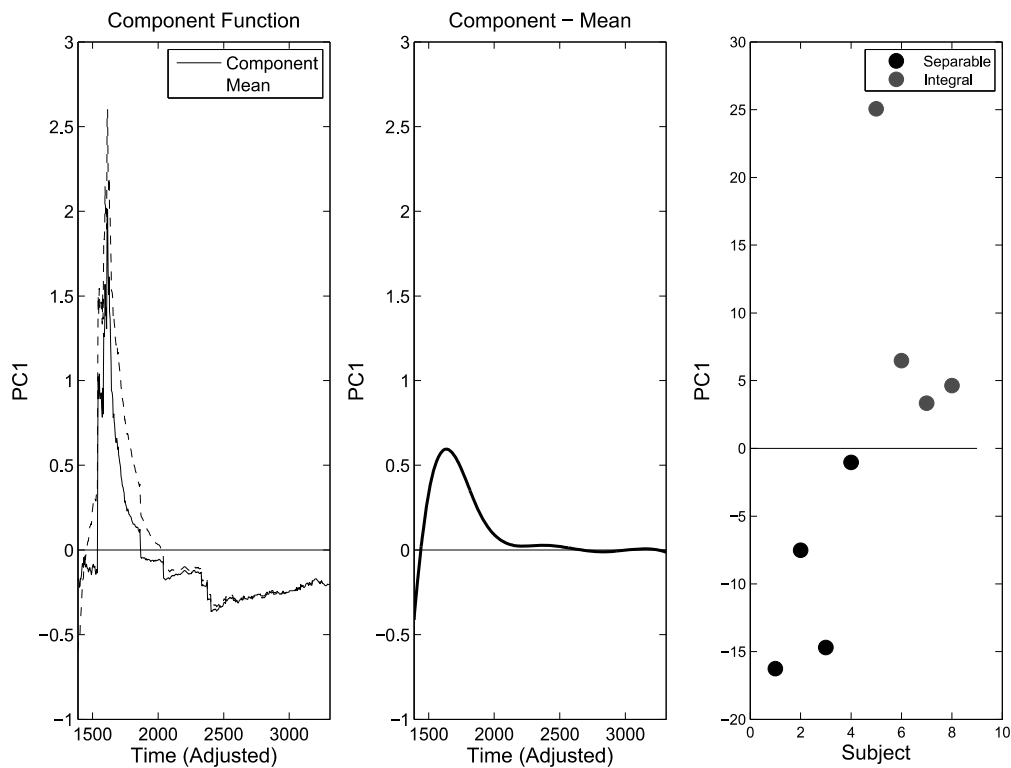 Component Function
3
2.5
2
1.5
1
0.5
0
−0.5
−1
PC1
Component
Mean
1500 2000 2500 3000
Time (Adjusted)
Component − Mean
3
2.5
2
1.5
1
0.5
0
−0.5
−1
PC1
1500 2000 2500 3000
Time (Adjusted)
30
25
20
15
10
5
0
−5
−10
−15
−20
PC1
Separable
Integral
0 2 4 6 8 10
Subject